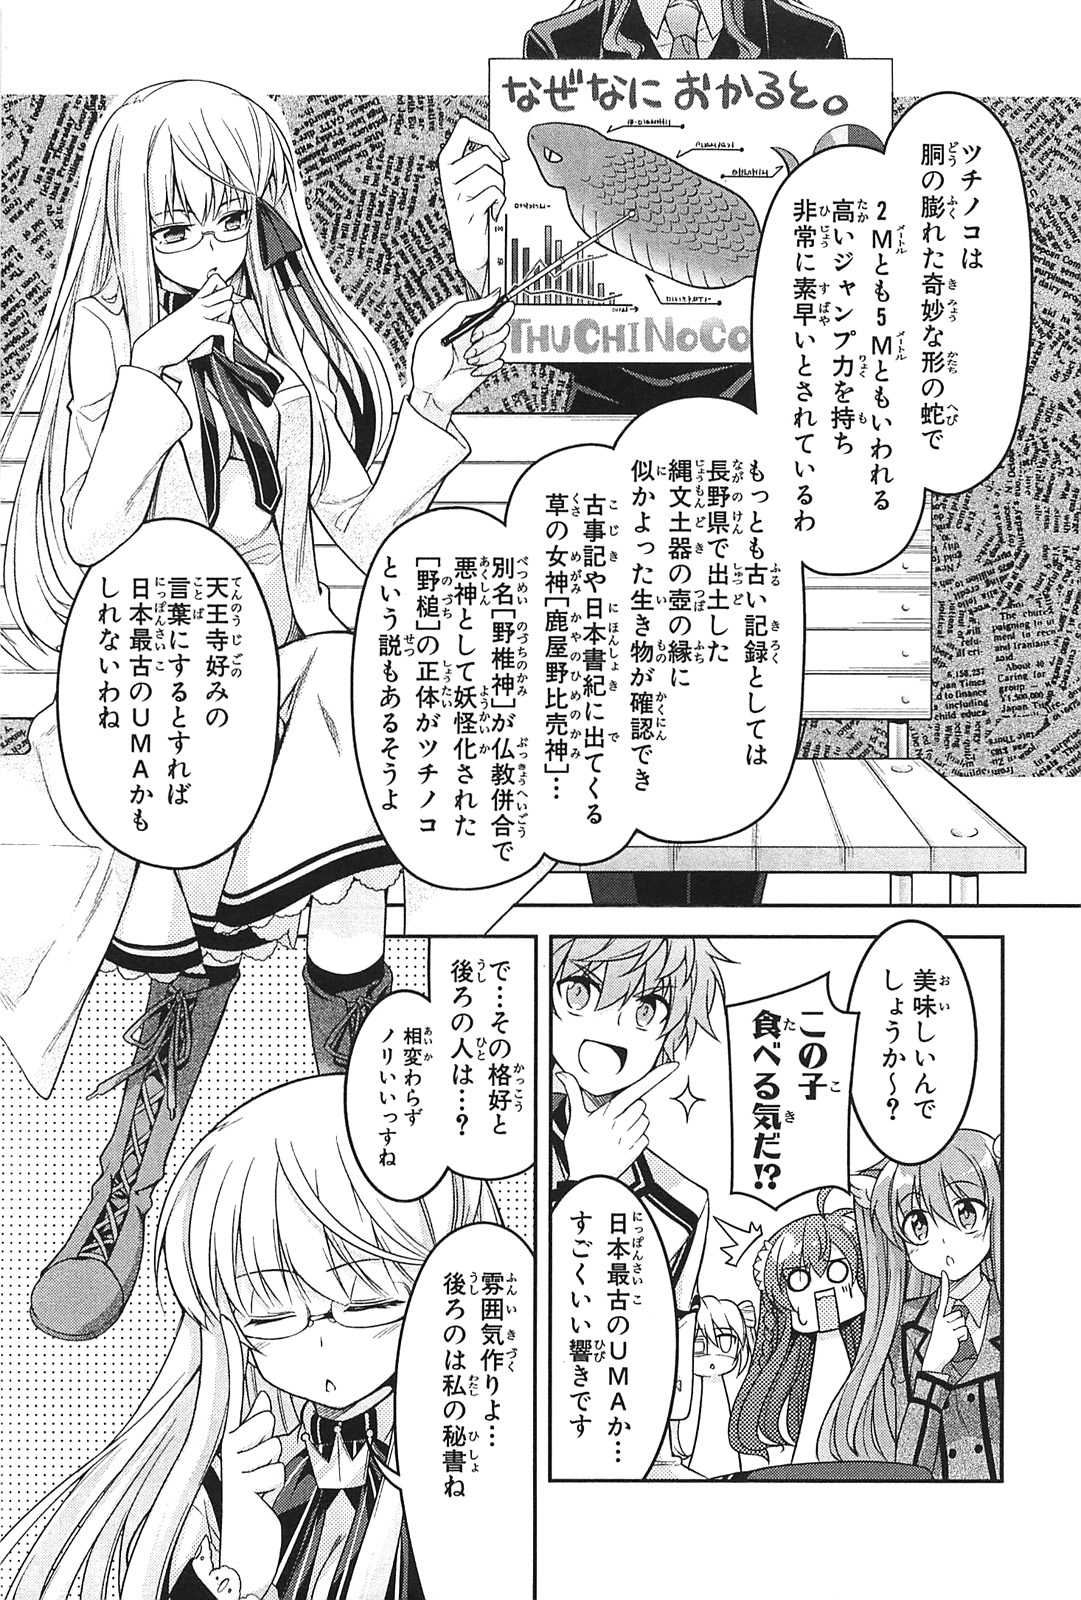 なぜなにおかると。
THUCHINoCo
ツチノコは
胴の膨れた奇妙な形の蛇で
2Mとも5Mともいわれる
高いジャンプ力を持ち
非常に素早いとされているわ
もっとも古い記録としては
長野県で出土した
縄文土器の壺の縁に
似かよった生き物が確認でき
古事記や日本書紀に出てくる
草の女神[鹿屋野比売神]…
別名[野椎神]が仏教併合で
悪神として妖怪化された
[野槌]の正体がツチノコ
という説もあるそうよ
天王寺好みの
言葉にするとすれば
日本最古のUMAかも
しれないわね
美味しいんで
しょうか〜?
この子
食べる気だ!?
日本最古のUMAか…
すごくいい響きです
で…その格好と
後ろの人は…?
相変わらず
ノリいいっすね
雰囲気作りよ…
後ろのは私の秘書ね